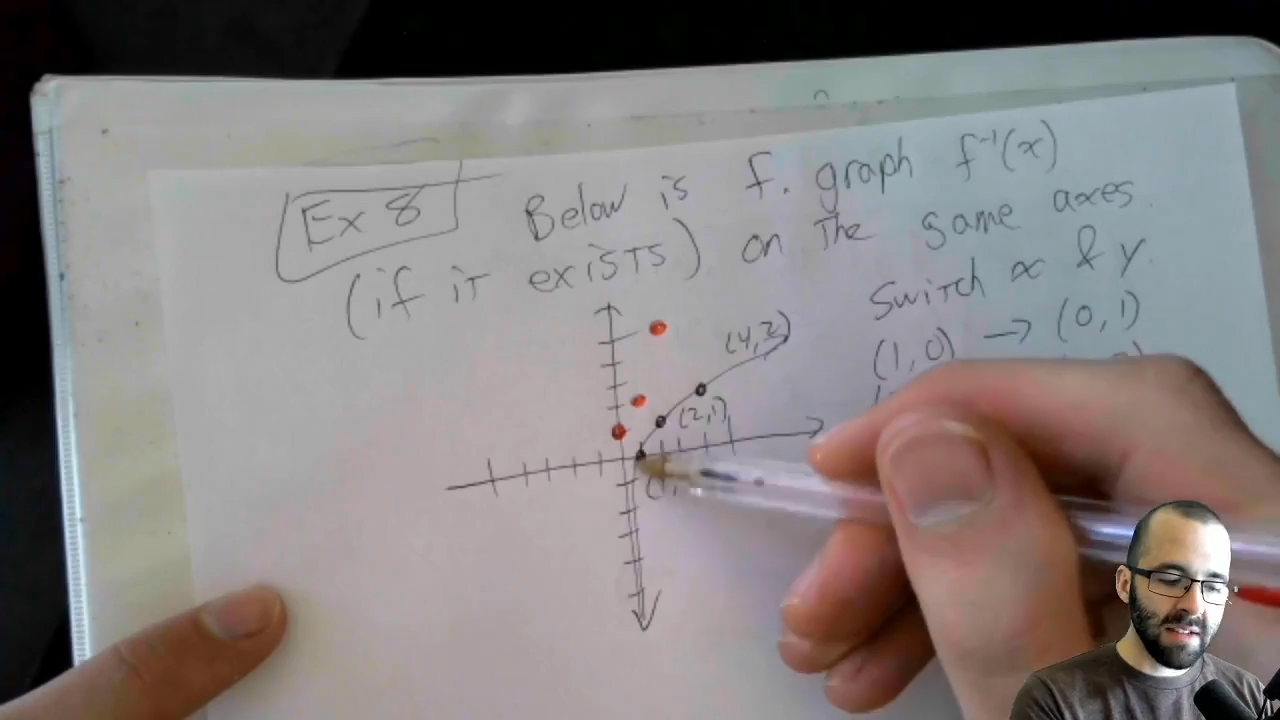 Ex 8 Below is f. graph f⁻¹(x)
(if it exists) on the same axes.
Switch x & y.
(1,0) → (0,1)
(4,2)
(2,1)